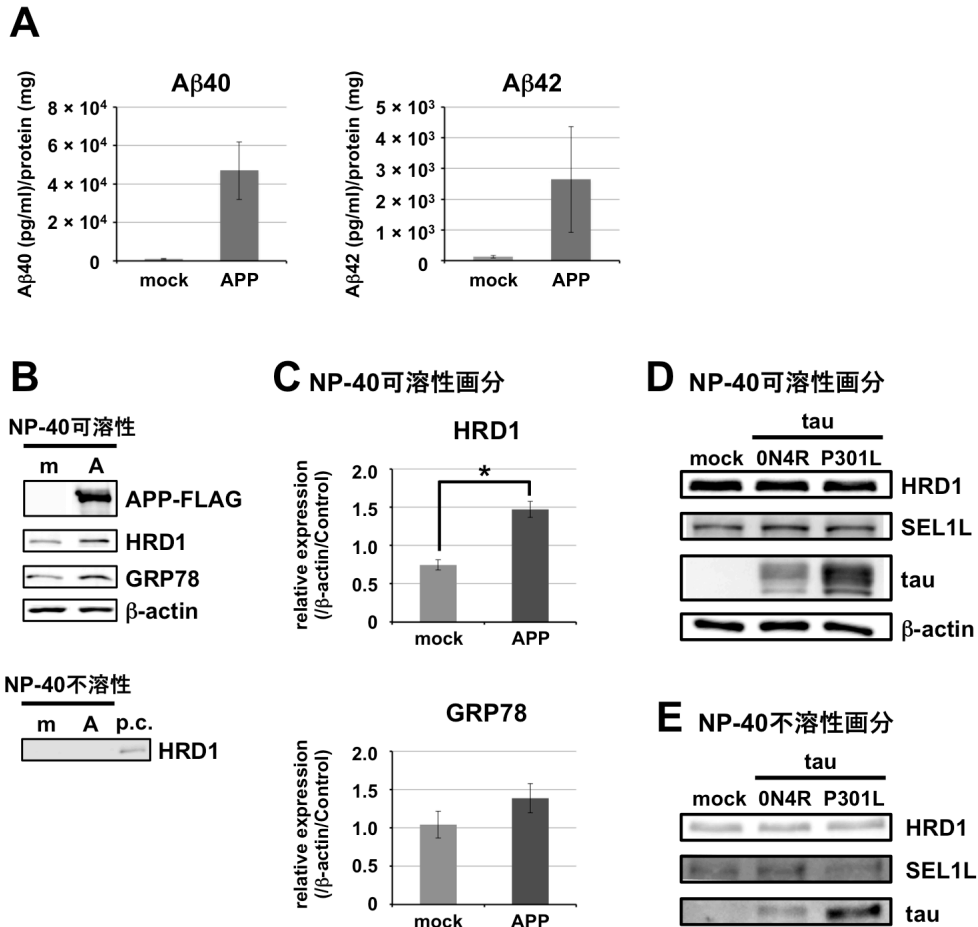 A
Aβ40
Aβ40 (pg/ml)/protein (mg)
8 × 10⁴
6 × 10⁴
4 × 10⁴
2 × 10⁴
0
mock APP
Aβ42
Aβ42 (pg/ml)/protein (mg)
5 × 10³
4 × 10³
3 × 10³
2 × 10³
1 × 10³
0
mock APP
B
NP-40可溶性
m A
APP-FLAG
HRD1
GRP78
β-actin
NP-40不溶性
m A p.c.
HRD1
C NP-40可溶性画分
HRD1
relative expression
(/β-actin/Control)
2.0
1.5
1.0
0.5
0
*
mock APP
GRP78
relative expression
(/β-actin/Control)
2.0
1.5
1.0
0.5
0
mock APP
D NP-40可溶性画分
tau
mock 0N4R P301L
HRD1
SEL1L
tau
β-actin
E NP-40不溶性画分
tau
mock 0N4R P301L
HRD1
SEL1L
tau